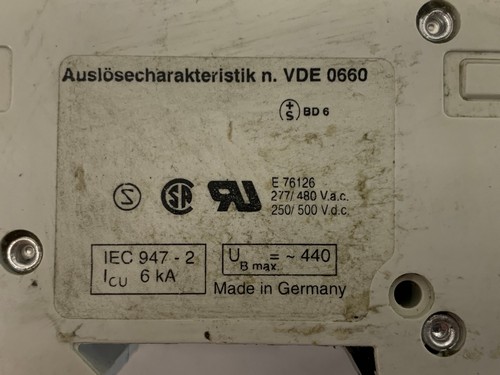 Auslösecharakteristik n. VDE 0660
+
S BD 6
E 76126
277/ 480 V.a.c.
250/ 500 V.d.c.
IEC 947 - 2
ICU 6 kA
UB max. = ~ 440
Made in Germany